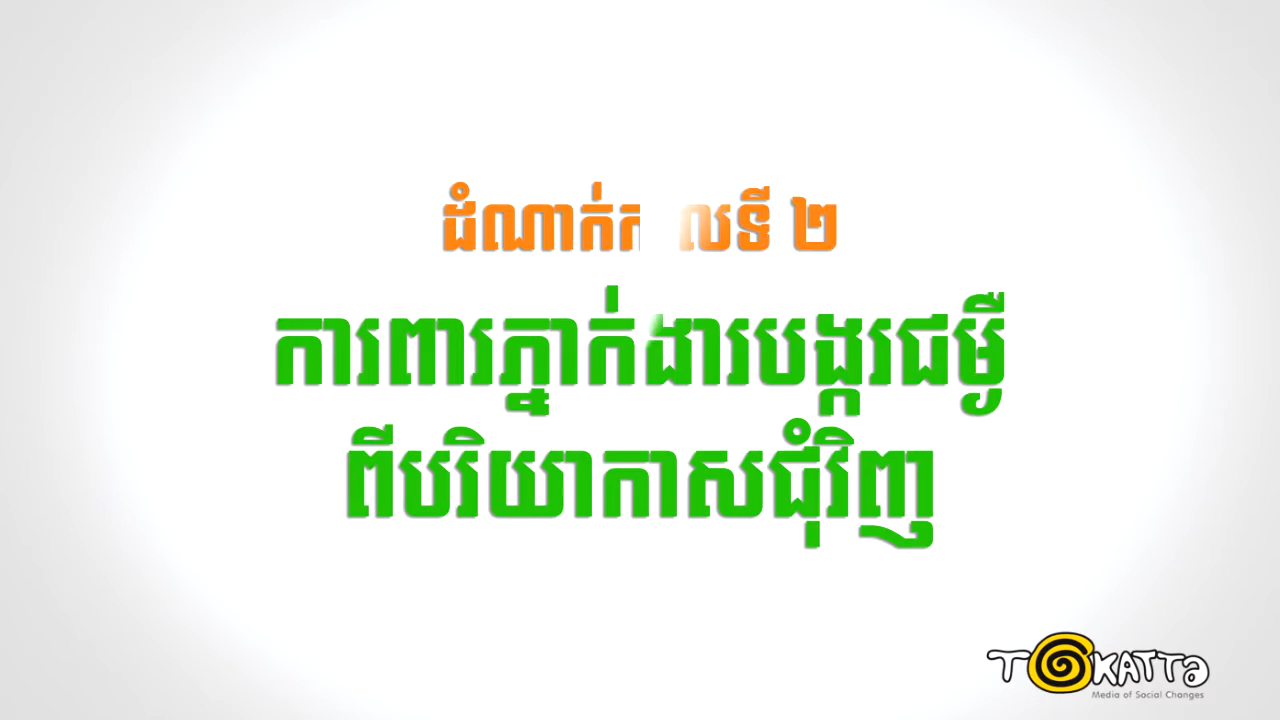 ដំណាក់កាលទី ២
ការពារភ្នាក់ងារបង្ករជម្ងឺ
ពីបរិយាកាសជុំវិញ
TOKATTA
Media of Social Changes